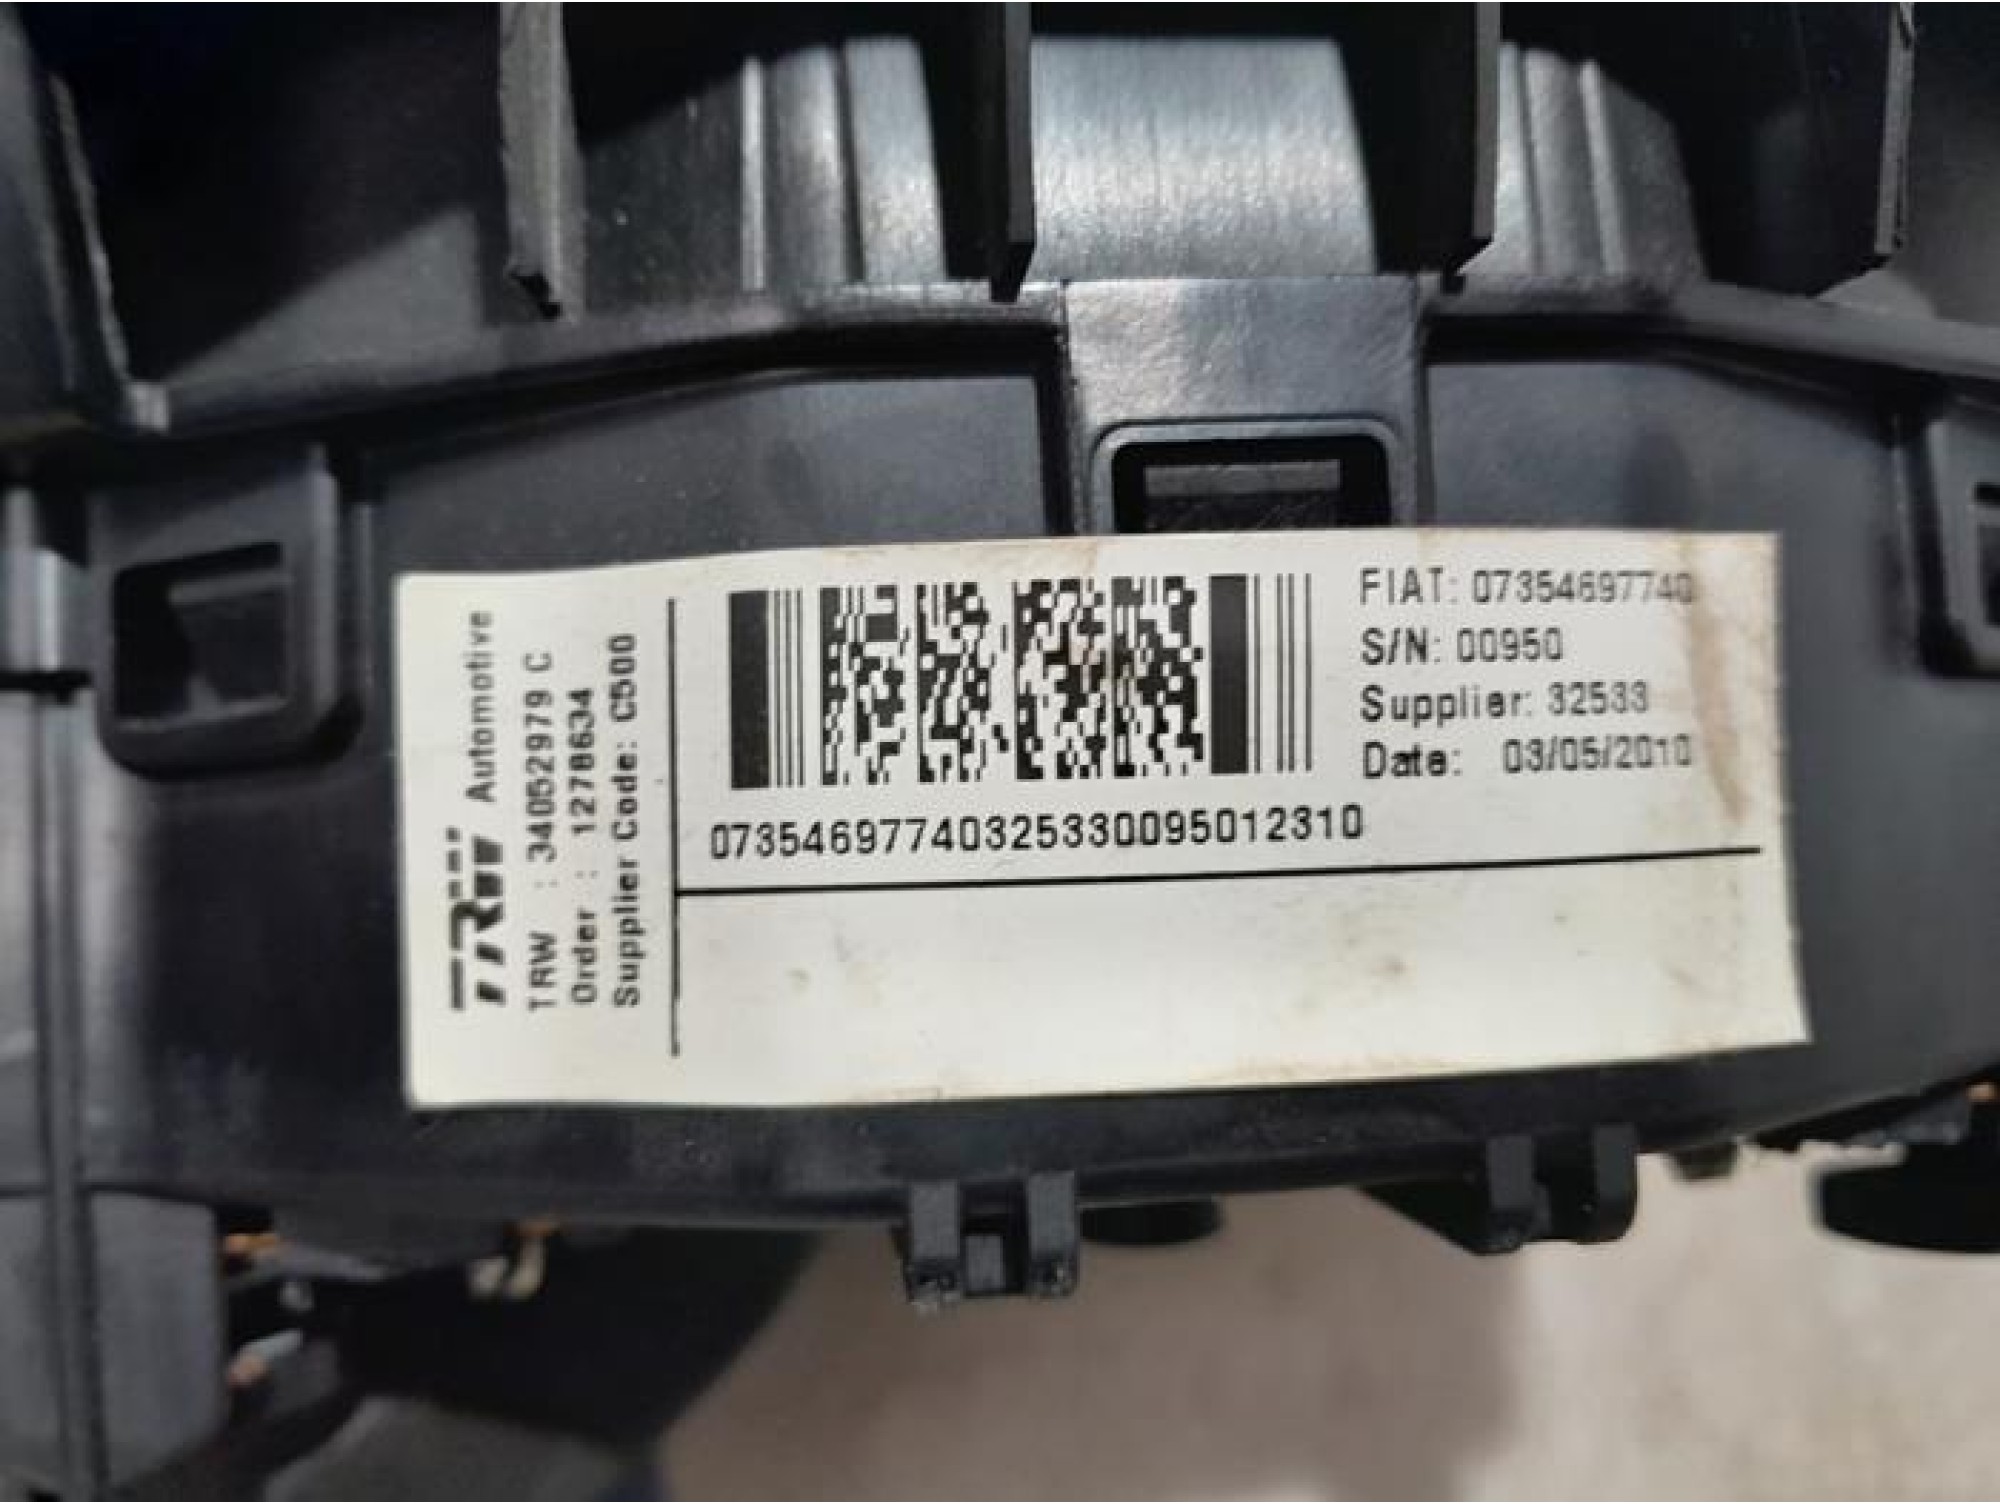 TRW Automotive
TRW : 34052979 C
Order : 1278634
Supplier Code: C500
FIAT: 07354697740
S/N: 00950
Supplier: 32533
Date: 03/05/2010
07354697740325330095012310